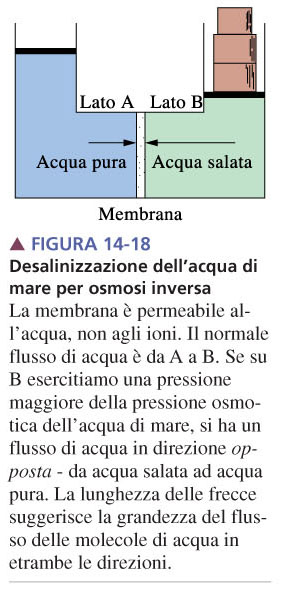 Lato A Lato B
Acqua pura Acqua salata
Membrana
▲ FIGURA 14-18
Desalinizzazione dell'acqua di
mare per osmosi inversa
La membrana è permeabile al-
l'acqua, non agli ioni. Il normale
flusso di acqua è da A a B. Se su
B esercitiamo una pressione
maggiore della pressione osmo-
tica dell'acqua di mare, si ha un
flusso di acqua in direzione op-
posta - da acqua salata ad acqua
pura. La lunghezza delle frecce
suggerisce la grandezza del flus-
so delle molecole di acqua in
etrambe le direzioni.